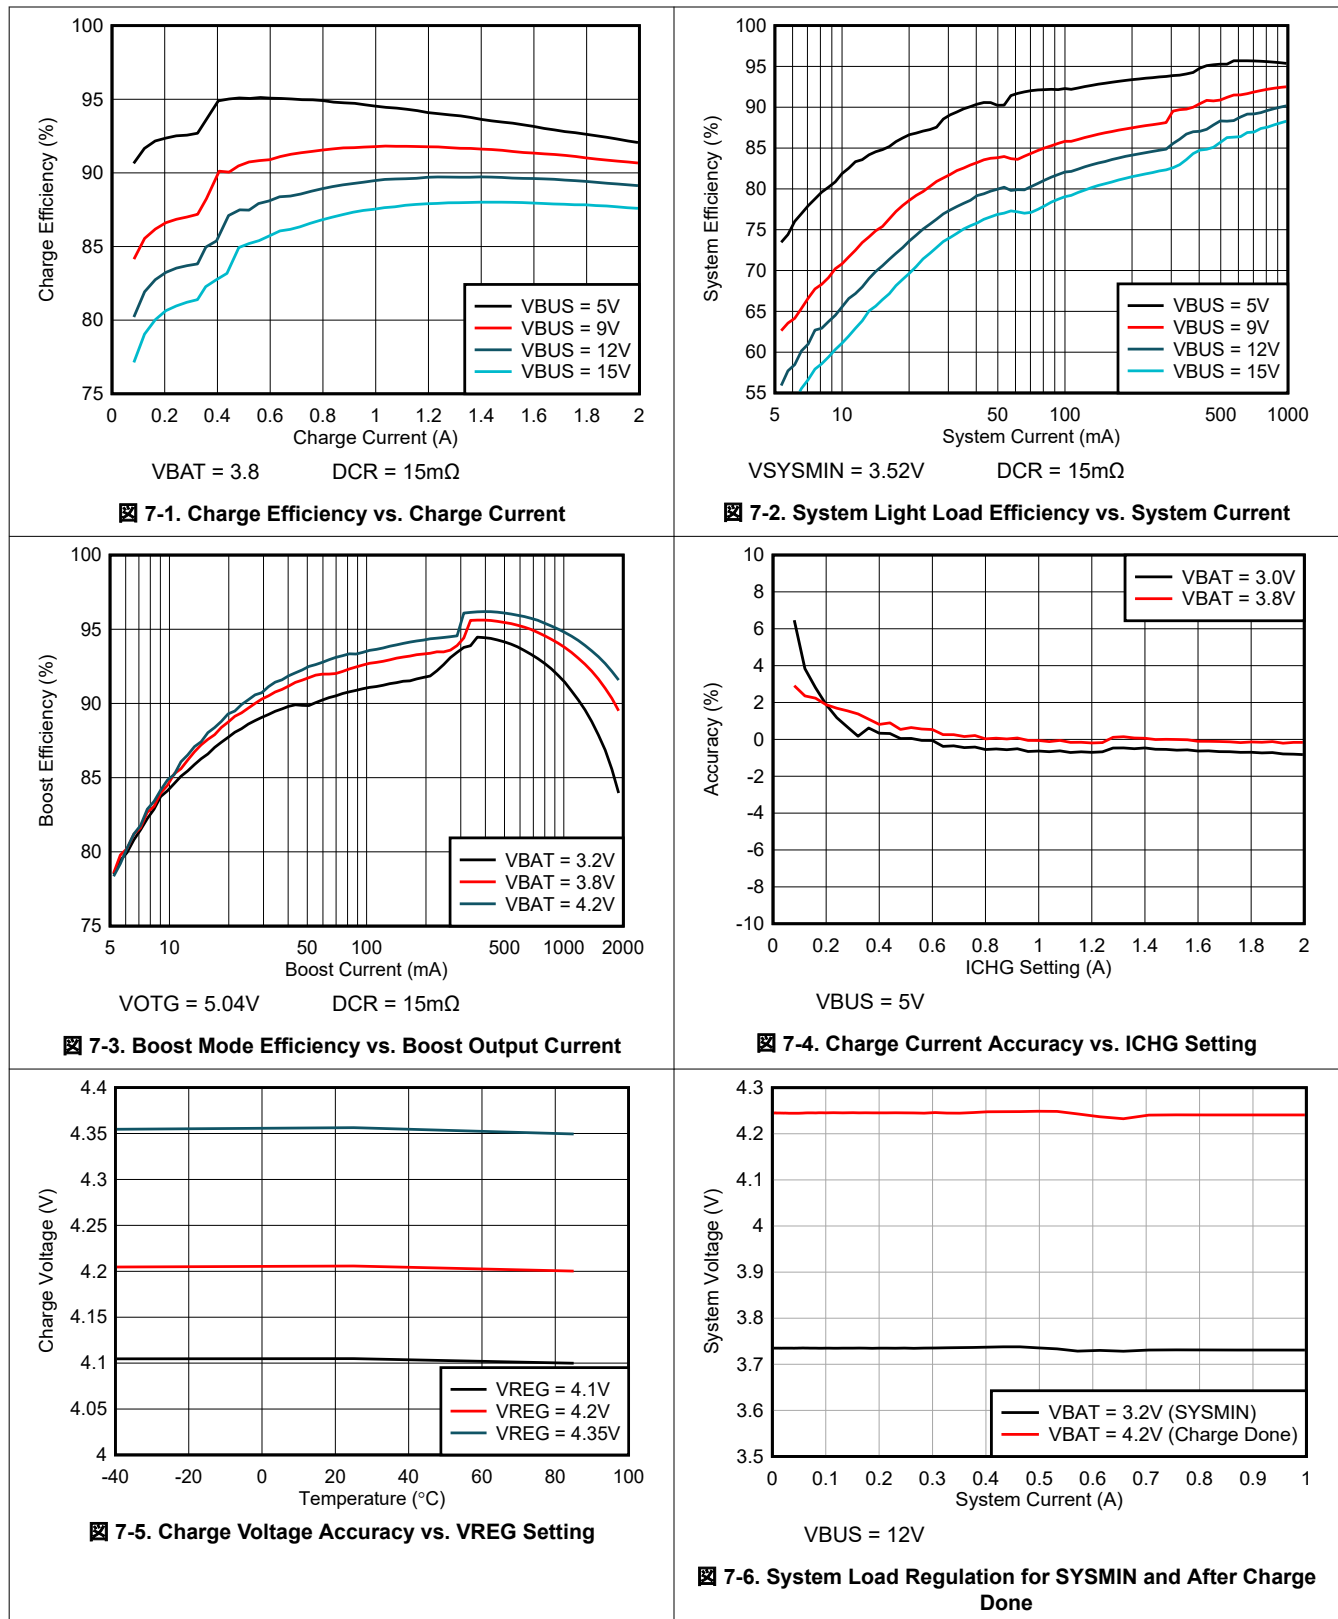 100
95
90
85
80
75
Charge Efficiency (%)
0 0.2 0.4 0.6 0.8 1 1.2 1.4 1.6 1.8 2
Charge Current (A)
VBUS = 5V
VBUS = 9V
VBUS = 12V
VBUS = 15V
VBAT = 3.8 DCR = 15mΩ
図 7-1. Charge Efficiency vs. Charge Current
100
95
90
85
80
75
70
65
60
55
System Efficiency (%)
5 10 50 100 500 1000
System Current (mA)
VBUS = 5V
VBUS = 9V
VBUS = 12V
VBUS = 15V
VSYSMIN = 3.52V DCR = 15mΩ
図 7-2. System Light Load Efficiency vs. System Current
100
95
90
85
80
75
Boost Efficiency (%)
5 10 50 100 500 1000 2000
Boost Current (mA)
VBAT = 3.2V
VBAT = 3.8V
VBAT = 4.2V
VOTG = 5.04V DCR = 15mΩ
図 7-3. Boost Mode Efficiency vs. Boost Output Current
10
8
6
4
2
0
-2
-4
-6
-8
-10
Accuracy (%)
0 0.2 0.4 0.6 0.8 1 1.2 1.4 1.6 1.8 2
ICHG Setting (A)
VBAT = 3.0V
VBAT = 3.8V
VBUS = 5V
図 7-4. Charge Current Accuracy vs. ICHG Setting
4.4
4.35
4.3
4.25
4.2
4.15
4.1
4.05
4
Charge Voltage (V)
-40 -20 0 20 40 60 80 100
Temperature (°C)
VREG = 4.1V
VREG = 4.2V
VREG = 4.35V
図 7-5. Charge Voltage Accuracy vs. VREG Setting
4.3
4.2
4.1
4
3.9
3.8
3.7
3.6
3.5
System Voltage (V)
0 0.1 0.2 0.3 0.4 0.5 0.6 0.7 0.8 0.9 1
System Current (A)
VBAT = 3.2V (SYSMIN)
VBAT = 4.2V (Charge Done)
VBUS = 12V
図 7-6. System Load Regulation for SYSMIN and After Charge
Done